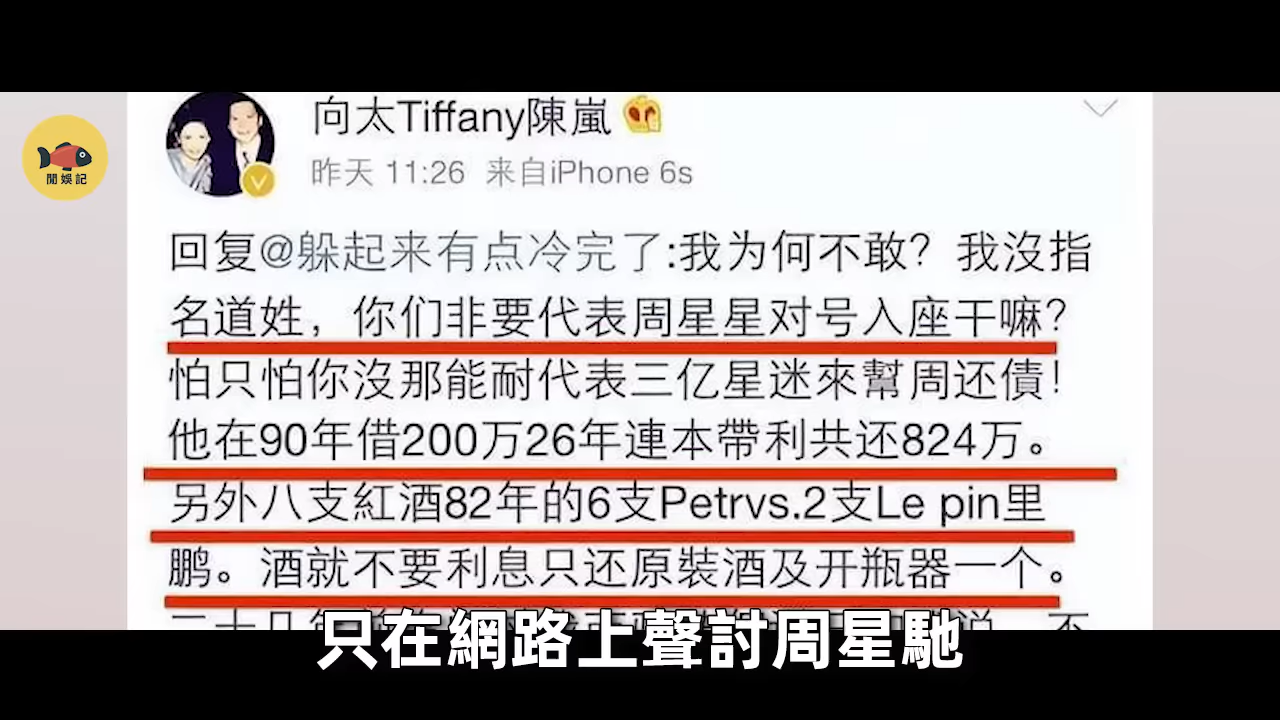 向太Tiffany陳嵐
閒娛記
昨天 11:26 来自iPhone 6s
回复@躲起来有点冷完了:我为何不敢？我沒指
名道姓，你们非要代表周星星对号入座干嘛？
怕只怕你沒那能耐代表三亿星迷來幫周还債！
他在90年借200万26年連本帶利共还824万。
另外八支紅酒82年的6支Petrvs.2支Le pin里
鹏。酒就不要利息只还原裝酒及开瓶器一个。
只在網路上聲討周星馳